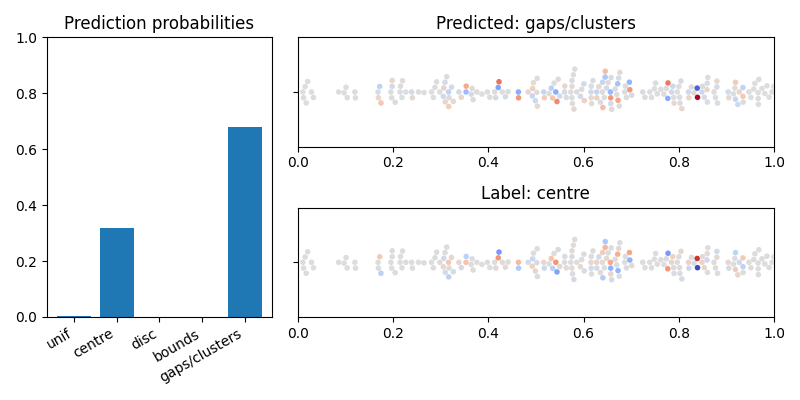 Prediction probabilities
1.0
0.8
0.6
0.4
0.2
0.0
unif
centre
disc
bounds
gaps/clusters
Predicted: gaps/clusters
0.0 0.2 0.4 0.6 0.8 1.0
Label: centre
0.0 0.2 0.4 0.6 0.8 1.0